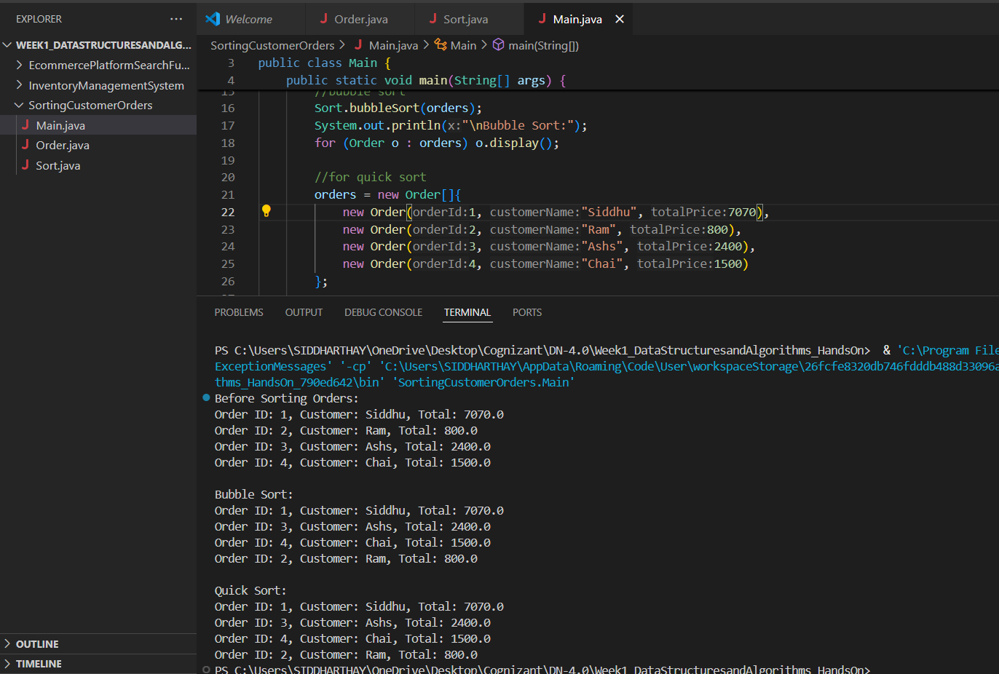 EXPLORER
WEEK1_DATASTRUCTURESANDALG...
EcommercePlatformSearchFu...
InventoryManagementSystem
SortingCustomerOrders
J Main.java
J Order.java
J Sort.java
OUTLINE
TIMELINE
Welcome J Order.java J Sort.java J Main.java
SortingCustomerOrders > J Main.java > Main > main(String[])
3 public class Main {
4 public static void main(String[] args) {
15 //bubble sort
16 Sort.bubbleSort(orders);
17 System.out.println(x:"\nBubble Sort:");
18 for (Order o : orders) o.display();
19
20 //for quick sort
21 orders = new Order[]{
22 new Order(orderId:1, customerName:"Siddhu", totalPrice:7070),
23 new Order(orderId:2, customerName:"Ram", totalPrice:800),
24 new Order(orderId:3, customerName:"Ashs", totalPrice:2400),
25 new Order(orderId:4, customerName:"Chai", totalPrice:1500)
26 };
PROBLEMS OUTPUT DEBUG CONSOLE TERMINAL PORTS
PS C:\Users\SIDDHARTHAY\OneDrive\Desktop\Cognizant\DN-4.0\Week1_DataStructuresandAlgorithms_HandsOn> & 'C:\Program File
ExceptionMessages' '-cp' 'C:\Users\SIDDHARTHAY\AppData\Roaming\Code\User\workspaceStorage\26fcfe8320db746fdddb488d33096a
thms_HandsOn_790ed642\bin' 'SortingCustomerOrders.Main'
Before Sorting Orders:
Order ID: 1, Customer: Siddhu, Total: 7070.0
Order ID: 2, Customer: Ram, Total: 800.0
Order ID: 3, Customer: Ashs, Total: 2400.0
Order ID: 4, Customer: Chai, Total: 1500.0
Bubble Sort:
Order ID: 1, Customer: Siddhu, Total: 7070.0
Order ID: 3, Customer: Ashs, Total: 2400.0
Order ID: 4, Customer: Chai, Total: 1500.0
Order ID: 2, Customer: Ram, Total: 800.0
Quick Sort:
Order ID: 1, Customer: Siddhu, Total: 7070.0
Order ID: 3, Customer: Ashs, Total: 2400.0
Order ID: 4, Customer: Chai, Total: 1500.0
Order ID: 2, Customer: Ram, Total: 800.0
PS C:\Users\SIDDHARTHAY\OneDrive\Desktop\Cognizant\DN-4.0\Week1_DataStructuresandAlgorithms_HandsOn>